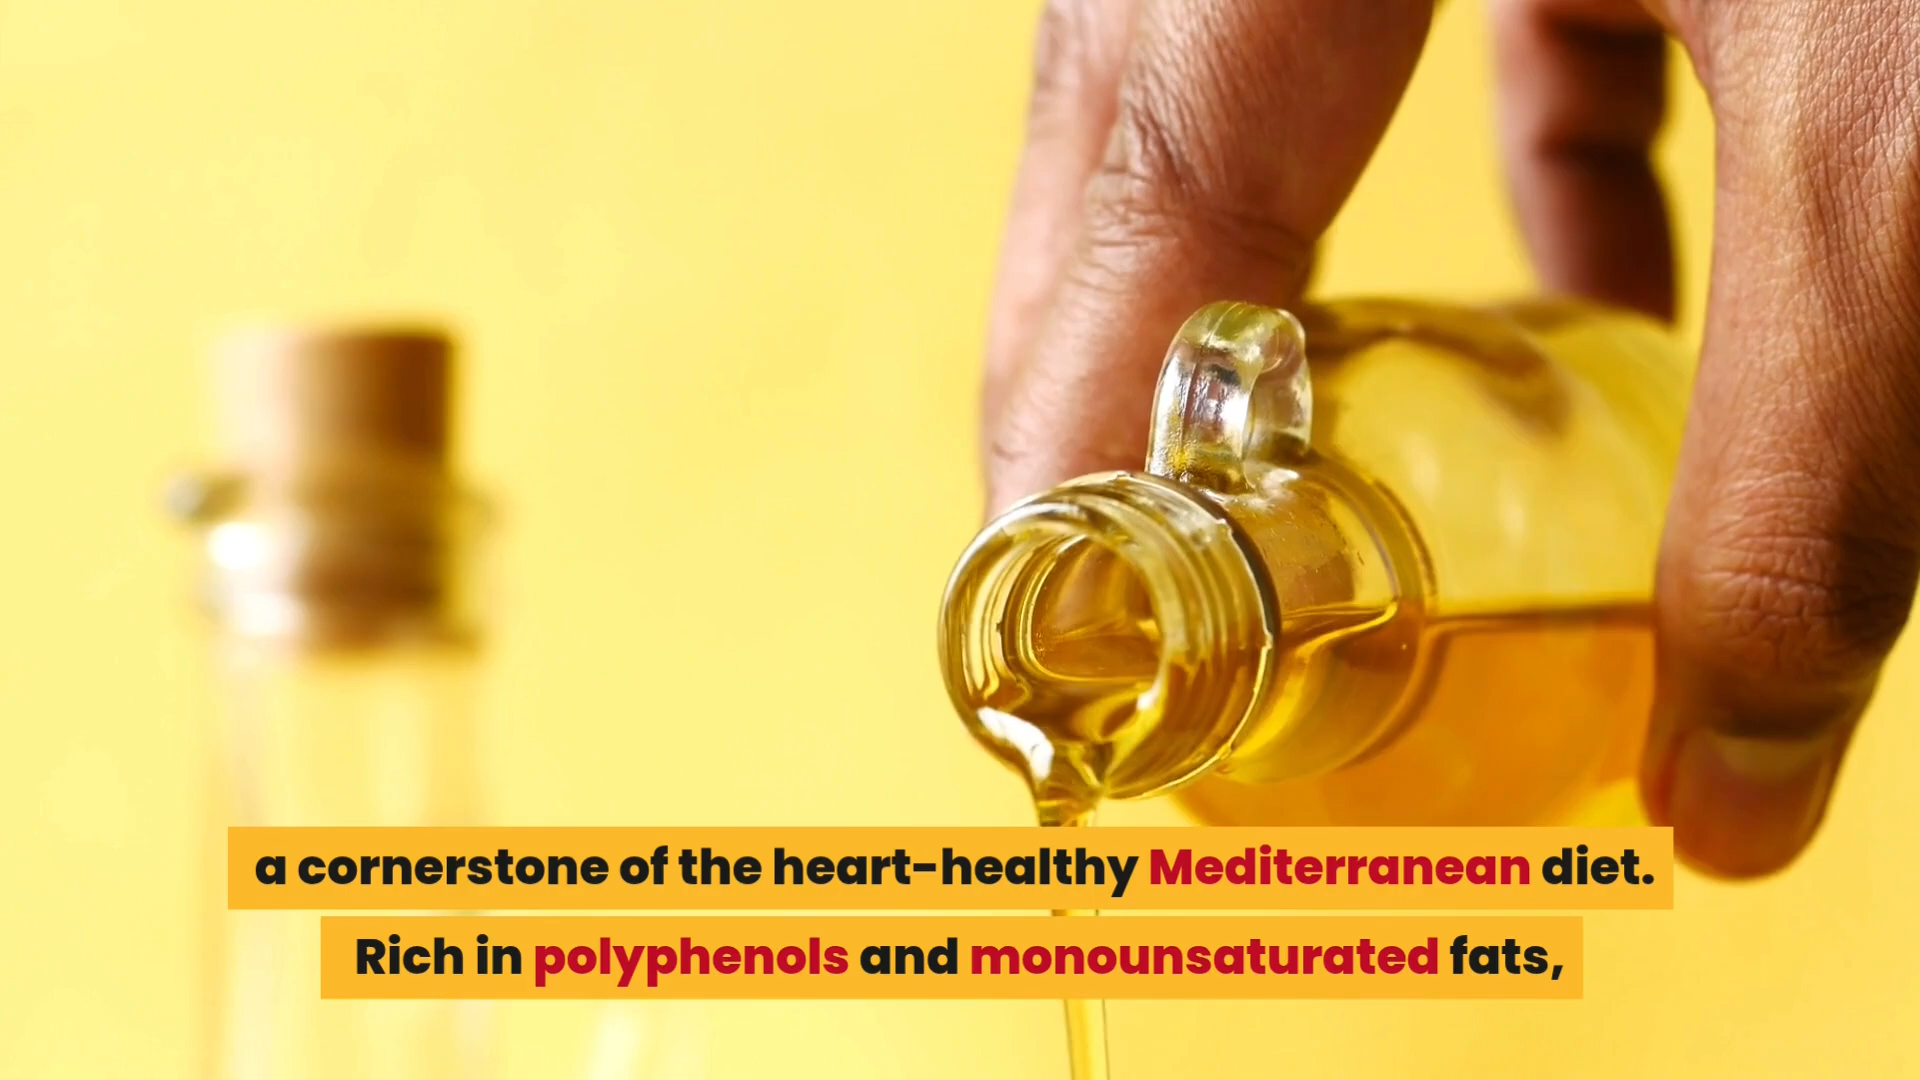 a cornerstone of the heart-healthy Mediterranean diet.
Rich in polyphenols and monounsaturated fats,